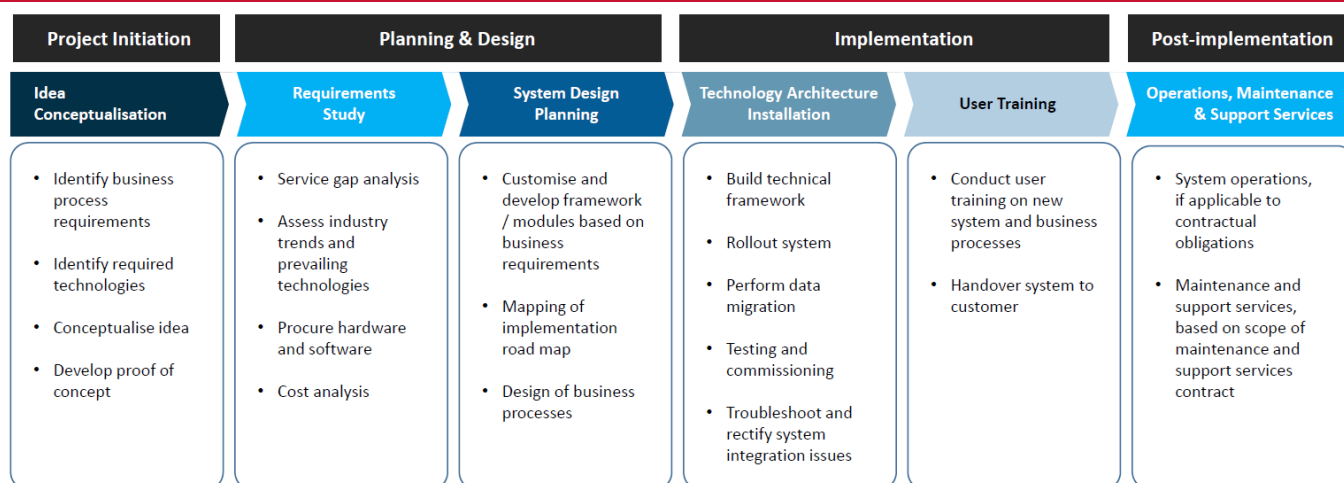 Project Initiation
Planning & Design
Implementation
Post-implementation
Idea
Conceptualisation
Requirements
Study
System Design
Planning
Technology Architecture
Installation
User Training
Operations, Maintenance
& Support Services
• Identify business
process
requirements
• Identify required
technologies
• Conceptualise idea
• Develop proof of
concept
• Service gap analysis
• Assess industry
trends and
prevailing
technologies
• Procure hardware
and software
• Cost analysis
• Customise and
develop framework
/ modules based on
business
requirements
• Mapping of
implementation
road map
• Design of business
processes
• Build technical
framework
• Rollout system
• Perform data
migration
• Testing and
commissioning
• Troubleshoot and
rectify system
integration issues
• Conduct user
training on new
system and business
processes
• Handover system to
customer
• System operations,
if applicable to
contractual
obligations
• Maintenance and
support services,
based on scope of
maintenance and
support services
contract